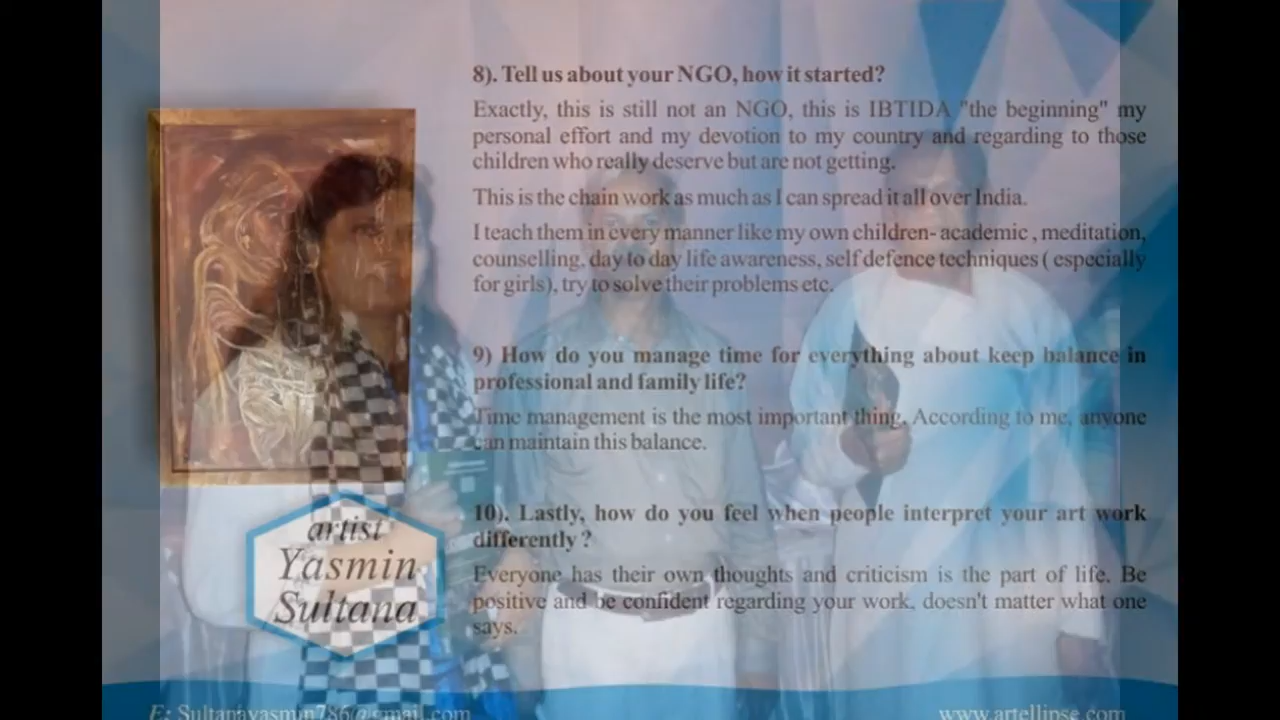 8). Tell us about your NGO, how it started?
Exactly, this is still not an NGO, this is IBTIDA "the beginning" my
personal effort and my devotion to my country and regarding to those
children who really deserve but are not getting.
This is the chain work as much as I can spread it all over India.
I teach them in every manner like my own children- academic , meditation,
counselling, day to day life awareness, self defence techniques ( especially
for girls), try to solve their problems etc.
9) How do you manage time for everything about keep balance in
professional and family life?
Time management is the most important thing. According to me, anyone
can maintain this balance.
10). Lastly, how do you feel when people interpret your art work
differently ?
Everyone has their own thoughts and criticism is the part of life. Be
positive and be confident regarding your work, doesn't matter what one
says.
artist
Yasmin
Sultana
E: Sultanayasmin786@gmail.com
www.artellipse.com